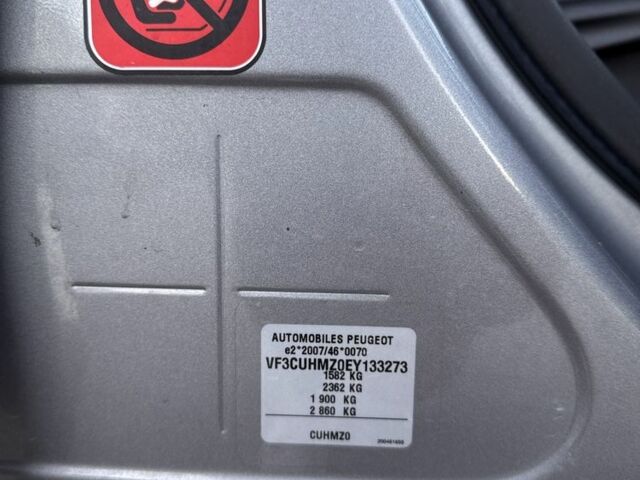 AUTOMOBILES PEUGEOT
e2*2007/46*0070
VF3CUHMZ0EY133273
1582 KG
2362 KG
1 900 KG
2 860 KG
CUHMZ0